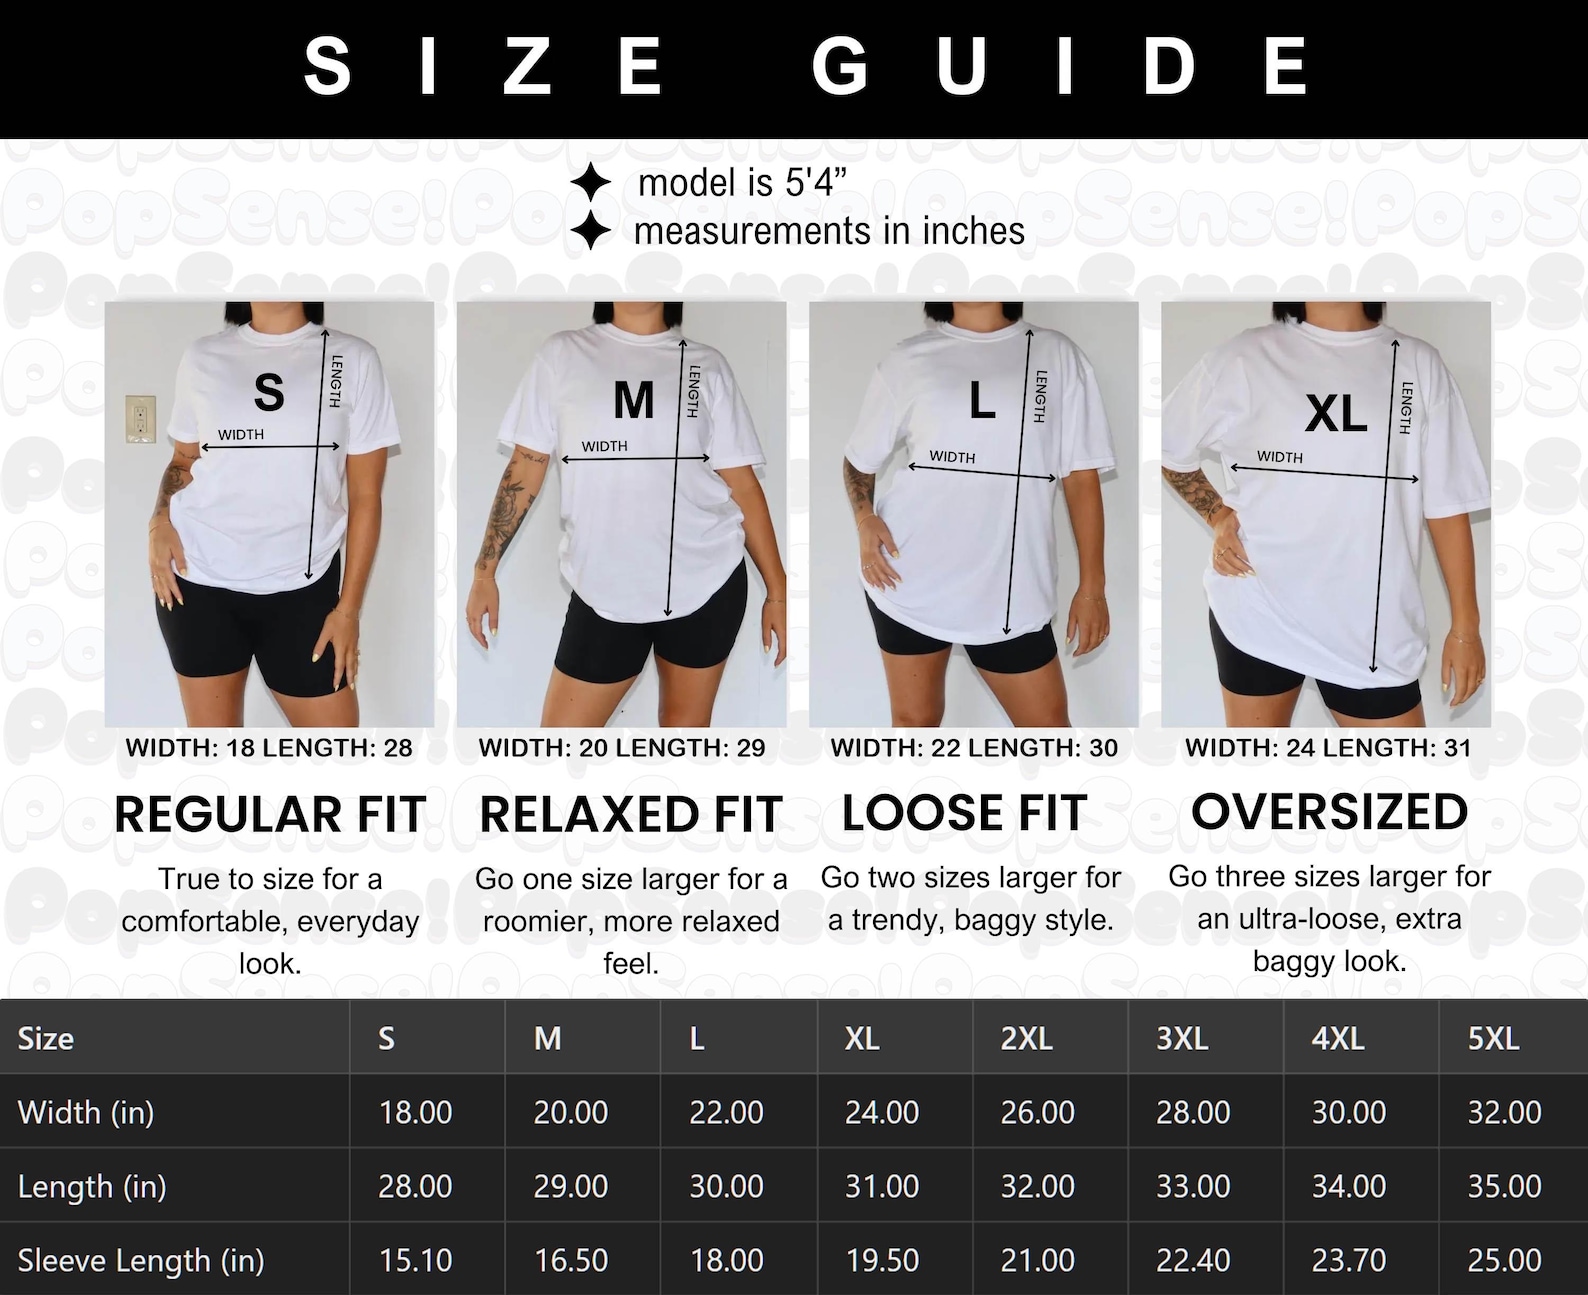 SIZE GUIDE
model is 5'4”
measurements in inches
S
WIDTH
LENGTH
M
WIDTH
LENGTH
L
WIDTH
LENGTH
XL
WIDTH
LENGTH
WIDTH: 18 LENGTH: 28
WIDTH: 20 LENGTH: 29
WIDTH: 22 LENGTH: 30
WIDTH: 24 LENGTH: 31
REGULAR FIT
True to size for a
comfortable, everyday
look.
RELAXED FIT
Go one size larger for a
roomier, more relaxed
feel.
LOOSE FIT
Go two sizes larger for
a trendy, baggy style.
OVERSIZED
Go three sizes larger for
an ultra-loose, extra
baggy look.
Size S M L XL 2XL 3XL 4XL 5XL
Width (in) 18.00 20.00 22.00 24.00 26.00 28.00 30.00 32.00
Length (in) 28.00 29.00 30.00 31.00 32.00 33.00 34.00 35.00
Sleeve Length (in) 15.10 16.50 18.00 19.50 21.00 22.40 23.70 25.00
PopSense!